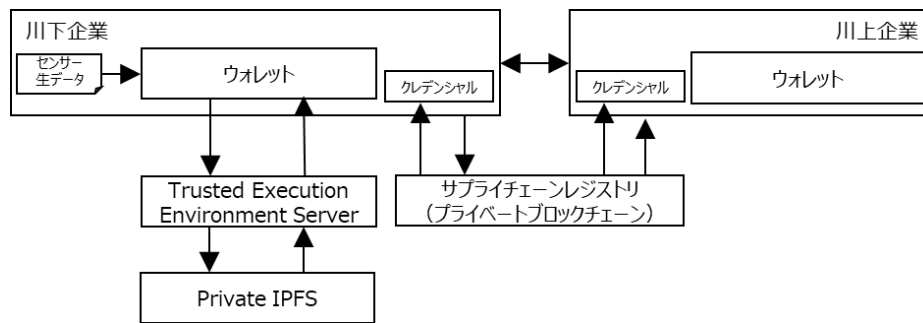 川下企業
川上企業
センサー
生データ
ウォレット
クレデンシャル
クレデンシャル
ウォレット
Trusted Execution
Environment Server
サプライチェーンレジストリ
（プライベートブロックチェーン）
Private IPFS